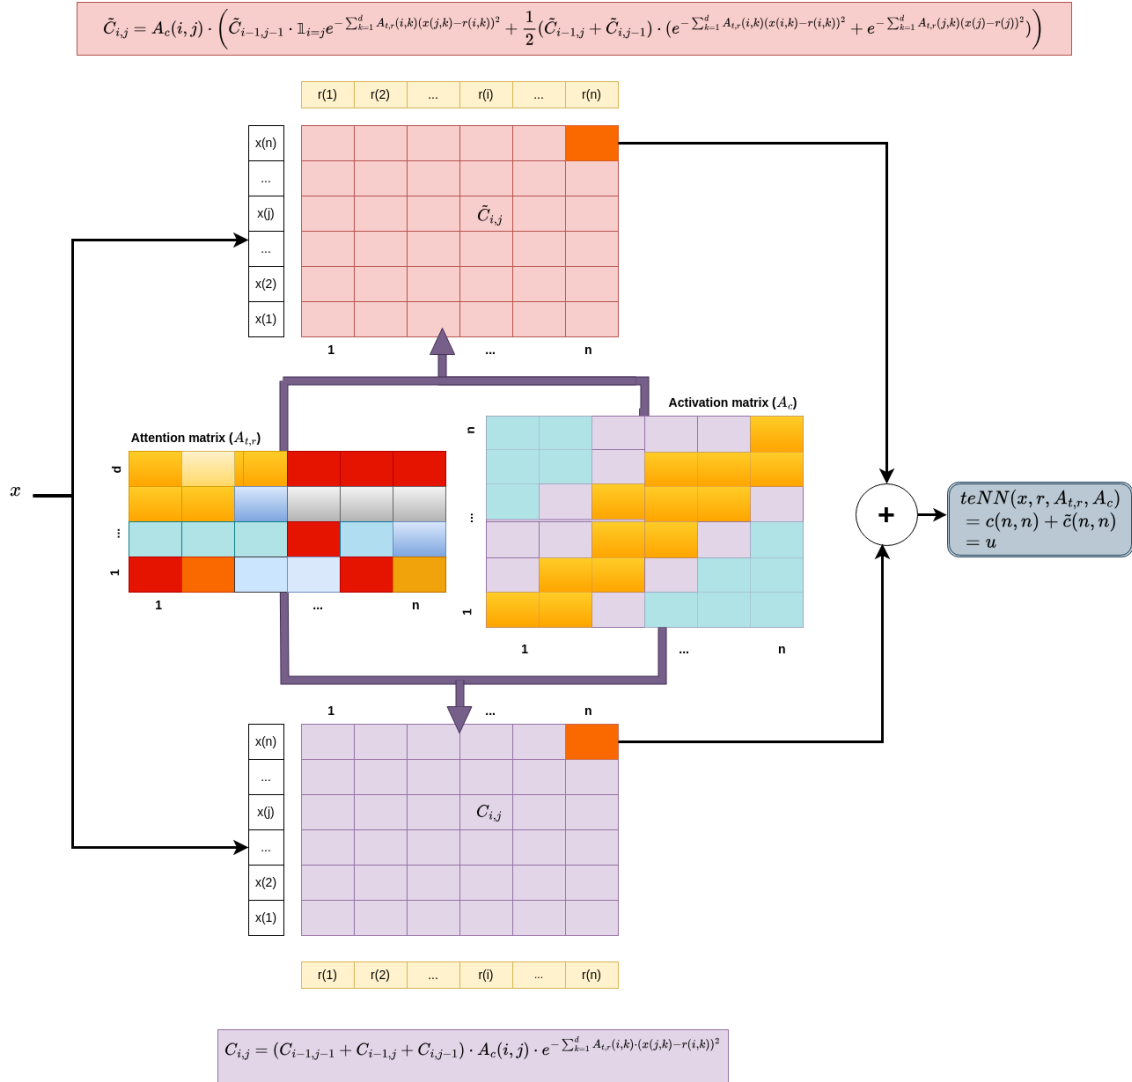 C̃_{i,j} = A_c(i,j) · ( C̃_{i−1,j−1} · 𝟙_{i=j} e^{−∑_{k=1}^{d} A_{t,r}(i,k)(x(j,k)−r(i,k))^2} + 1/2 (C̃_{i−1,j} + C̃_{i,j−1}) · (e^{−∑_{k=1}^{d} A_{t,r}(i,k)(x(i,k)−r(i,k))^2} + e^{−∑_{k=1}^{d} A_{t,r}(j,k)(x(j)−r(j))^2}) )
r(1) r(2) ... r(i) ... r(n)
x(n)
...
x(j) C̃_{i,j}
...
x(2)
x(1)
1 ... n
Attention matrix (A_{t,r})
d
...
1
1 ... n
Activation matrix (A_c)
n
...
1
1 ... n
x
+
teNN(x, r, A_{t,r}, A_c)
= c(n, n) + c̃(n, n)
= u
1 ... n
x(n)
...
x(j) C_{i,j}
...
x(2)
x(1)
r(1) r(2) ... r(i) ... r(n)
C_{i,j} = (C_{i−1,j−1} + C_{i−1,j} + C_{i,j−1}) · A_c(i,j) · e^{−∑_{k=1}^{d} A_{t,r}(i,k)·(x(j,k)−r(i,k))^2}